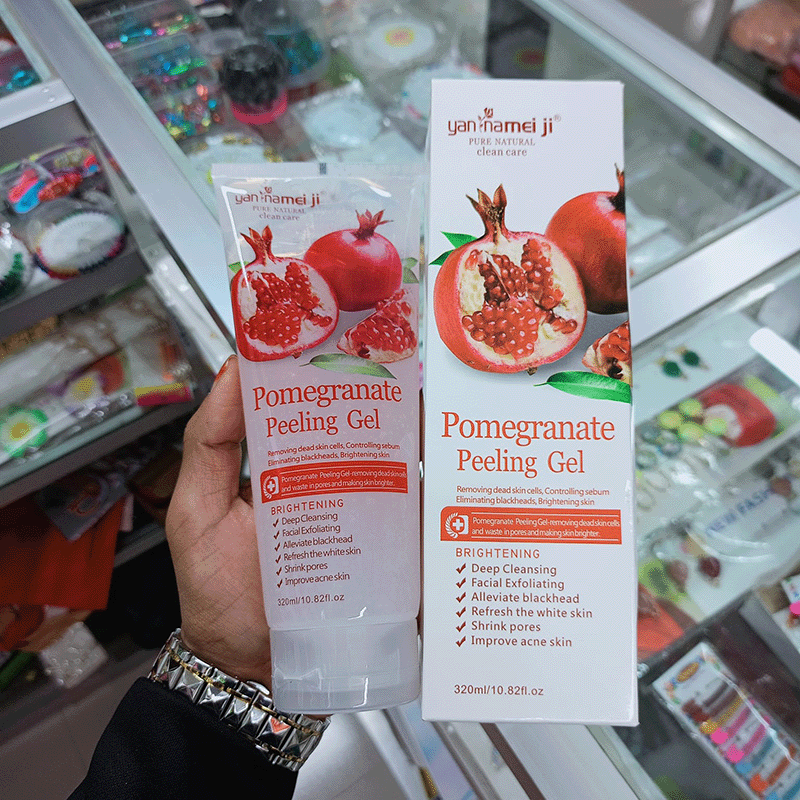 yannamei ji®
PURE NATURAL
clean care
Pomegranate
Peeling Gel
Removing dead skin cells, Controlling sebum
Eliminating blackheads, Brightening skin
Pomegranate Peeling Gel-removing dead skin cells
and waste in pores and making skin brighter.
BRIGHTENING
Deep Cleansing
Facial Exfoliating
Alleviate blackhead
Refresh the white skin
Shrink pores
Improve acne skin
320ml/10.82fl.oz
yannamei ji®
PURE NATURAL
clean care
Pomegranate
Peeling Gel
Removing dead skin cells, Controlling sebum
Eliminating blackheads, Brightening skin
Pomegranate Peeling Gel-removing dead skin cells
and waste in pores and making skin brighter.
BRIGHTENING
Deep Cleansing
Facial Exfoliating
Alleviate blackhead
Refresh the white skin
Shrink pores
Improve acne skin
320ml/10.82fl.oz
NEW FASHION